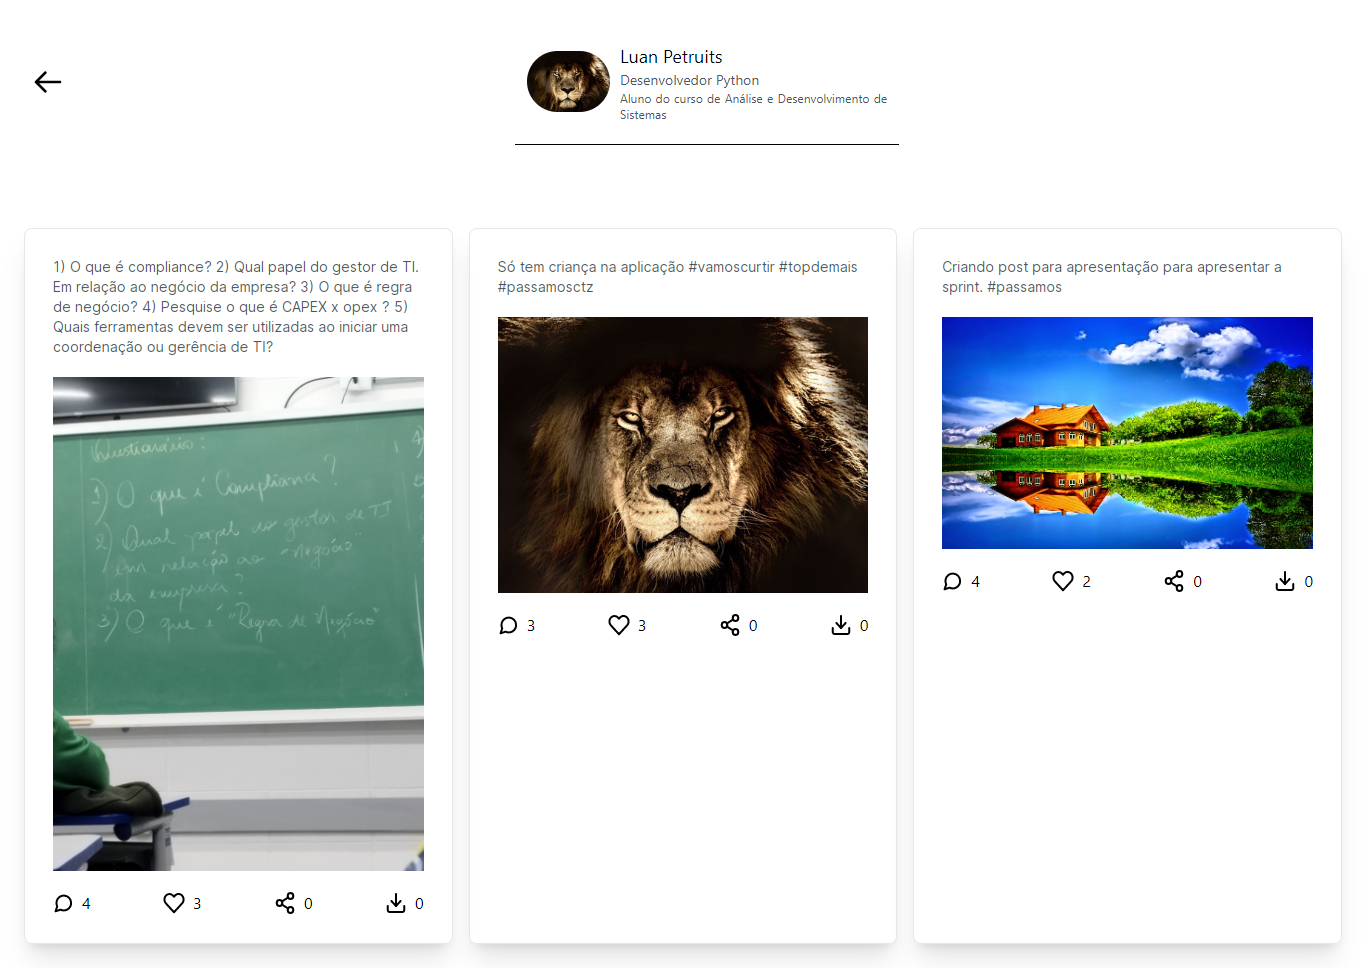 Luan Petruits
Desenvolvedor Python
Aluno do curso de Análise e Desenvolvimento de
Sistemas
1) O que é compliance? 2) Qual papel do gestor de TI.
Em relação ao negócio da empresa? 3) O que é regra
de negócio? 4) Pesquise o que é CAPEX x opex ? 5)
Quais ferramentas devem ser utilizadas ao iniciar uma
coordenação ou gerência de TI?
Questionário:
1) O que é Compliance?
2) Qual papel do gestor de TI
em relação ao "Negócio"
da empresa?
3) O que é "Regra de Negócio"
4)
5
4
3
0
0
Só tem criança na aplicação #vamoscurtir #topdemais
#passamosctz
3
3
0
0
Criando post para apresentação para apresentar a
sprint. #passamos
4
2
0
0